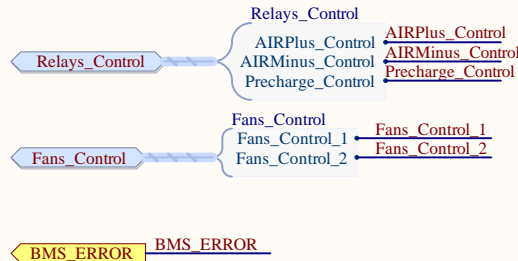 Relays_Control
AIRPlus_Control
AIRPlus_Control
Relays_Control
AIRMinus_Control
AIRMinus_Control
Precharge_Control
Precharge_Control
Fans_Control
Fans_Control_1
Fans_Control_1
Fans_Control
Fans_Control_2
Fans_Control_2
BMS_ERROR
BMS_ERROR